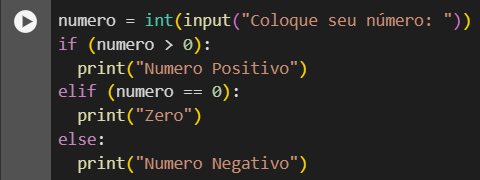 numero = int(input("Coloque seu número: "))
if (numero > 0):
  print("Numero Positivo")
elif (numero == 0):
  print("Zero")
else:
  print("Numero Negativo")